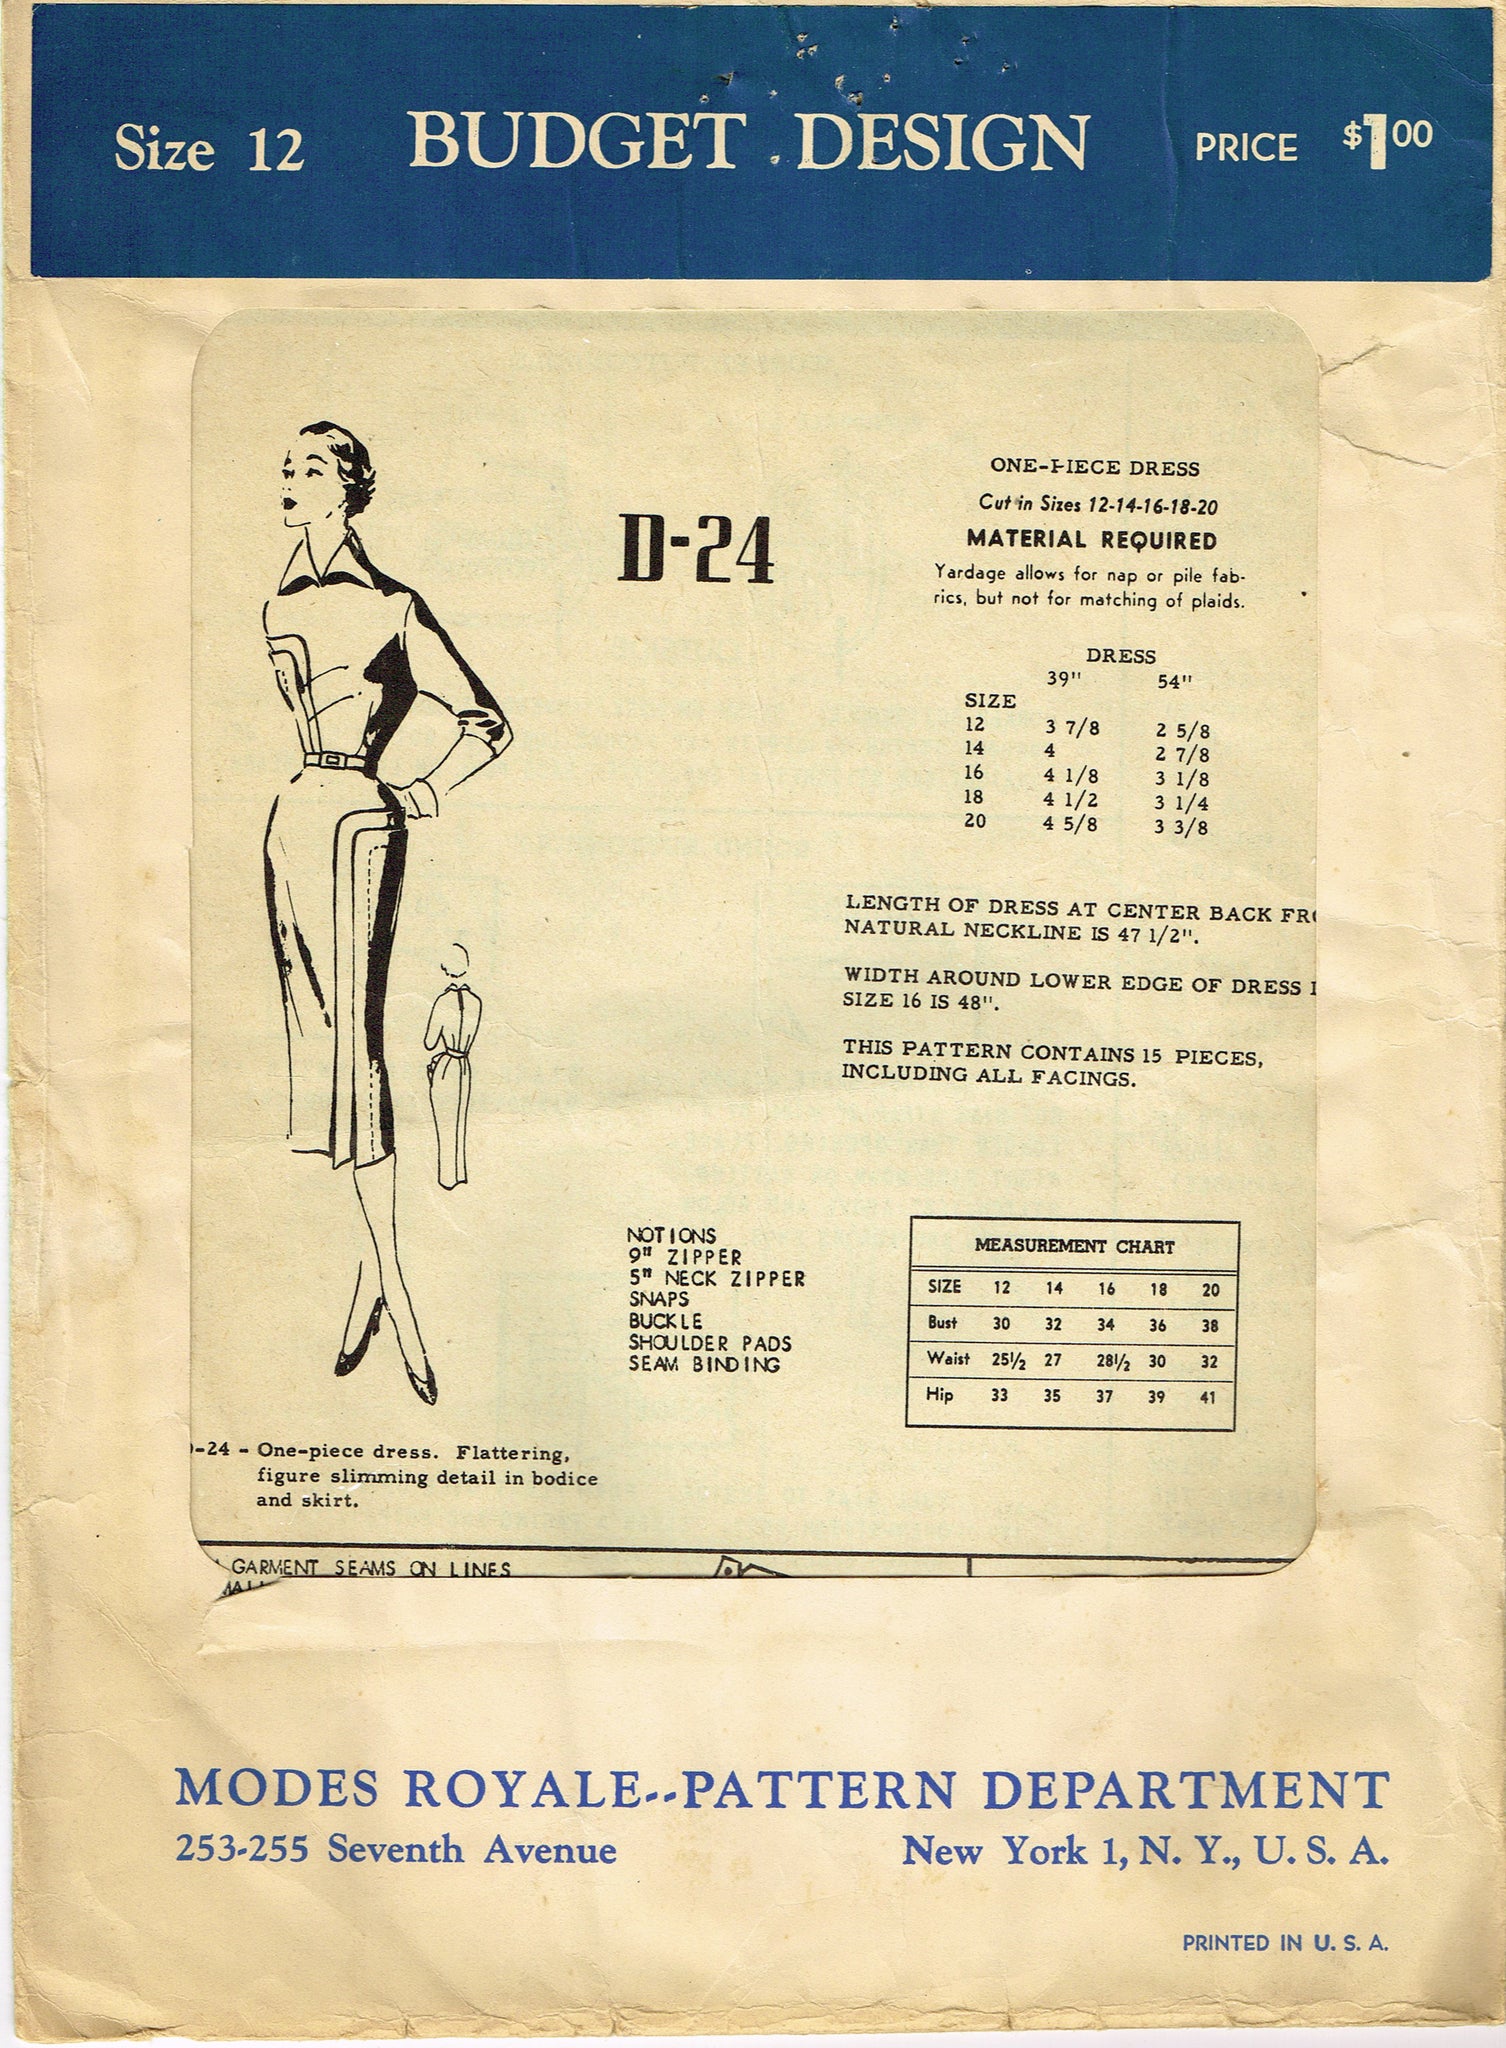 Size 12 BUDGET DESIGN PRICE $1.00
D-24
ONE-PIECE DRESS
Cut in Sizes 12-14-16-18-20
MATERIAL REQUIRED
Yardage allows for nap or pile fab-
rics, but not for matching of plaids.
DRESS
39" 54"
SIZE
12 3 7/8 2 5/8
14 4 2 7/8
16 4 1/8 3 1/8
18 4 1/2 3 1/4
20 4 5/8 3 3/8
LENGTH OF DRESS AT CENTER BACK
NATURAL NECKLINE IS 47 1/2".
WIDTH AROUND LOWER EDGE OF DRESS
SIZE 16 IS 48".
THIS PATTERN CONTAINS 15 PIECES,
INCLUDING ALL FACINGS.
NOTIONS
9" ZIPPER
5" NECK ZIPPER
SNAPS
BUCKLE
SHOULDER PADS
SEAM BINDING
MEASUREMENT CHART
SIZE 12 14 16 18 20
Bust 30 32 34 36 38
Waist 25½ 27 28½ 30 32
Hip 33 35 37 39 41
-24 - One-piece dress. Flattering,
figure slimming detail in bodice
and skirt.
GARMENT SEAMS ON LINES
MODES ROYALE--PATTERN DEPARTMENT
253-255 Seventh Avenue New York 1, N. Y., U. S. A.
PRINTED IN U. S. A.